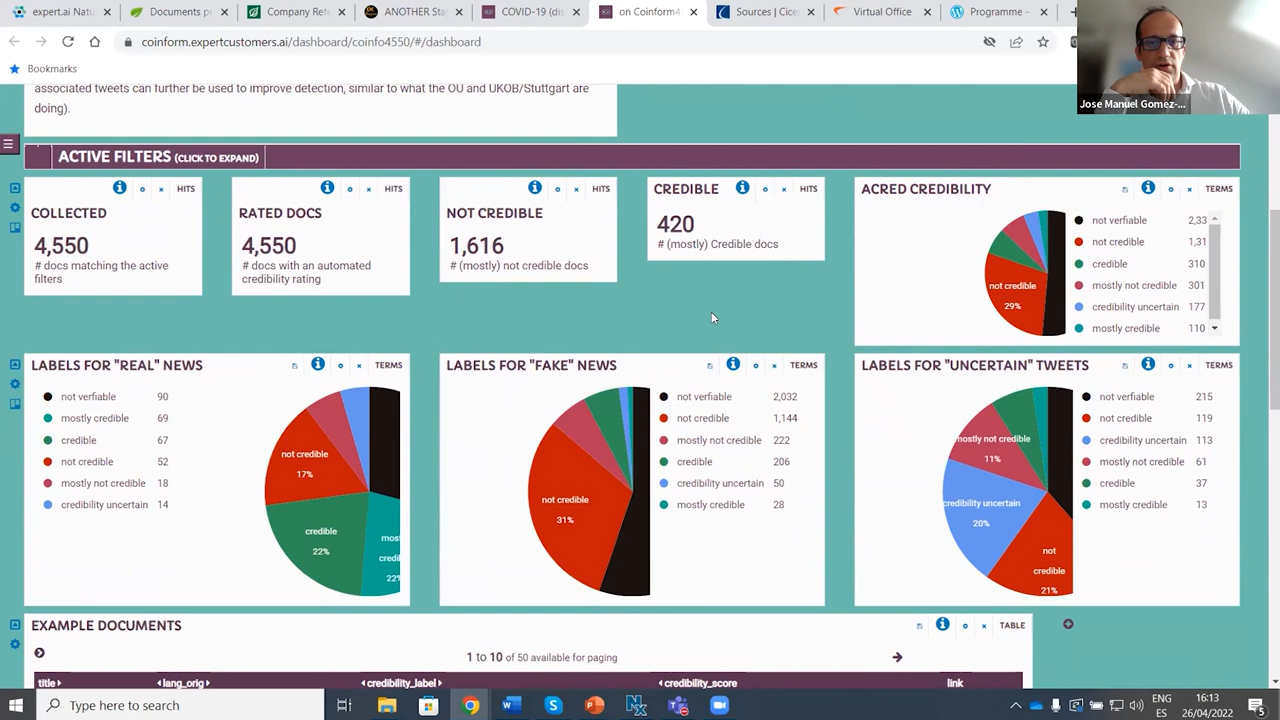 expert.ai Natu
Documents p
Company Refe
ANOTHER Sta
COVID-19 (dis
on Coinform4
Sources | Cice
Virtual Office
Programme –
coinform.expertcustomers.ai/dashboard/coinfo4550/#/dashboard
Bookmarks
Jose Manuel Gomez-...
associated tweets can further be used to improve detection, similar to what the OU and UKOB/Stuttgart are
doing).
ACTIVE FILTERS (CLICK TO EXPAND)
HITS
COLLECTED
4,550
# docs matching the active
filters
HITS
RATED DOCS
4,550
# docs with an automated
credibility rating
HITS
NOT CREDIBLE
1,616
# (mostly) not credible docs
CREDIBLE
HITS
420
# (mostly) Credible docs
ACRED CREDIBILITY
TERMS
not credible
29%
not verfiable 2,33
not credible 1,31
credible 310
mostly not credible 301
credibility uncertain 177
mostly credible 110
LABELS FOR "REAL" NEWS
TERMS
not verfiable 90
mostly credible 69
credible 67
not credible 52
mostly not credible 18
credibility uncertain 14
not credible
17%
credible
22%
most
credi
22%
LABELS FOR "FAKE" NEWS
TERMS
not credible
31%
not verfiable 2,032
not credible 1,144
mostly not credible 222
credible 206
credibility uncertain 50
mostly credible 28
LABELS FOR "UNCERTAIN" TWEETS
TERMS
mostly not credible
11%
credibility uncertain
20%
not
credible
21%
not verfiable 215
not credible 119
credibility uncertain 113
mostly not credible 61
credible 37
mostly credible 13
EXAMPLE DOCUMENTS
TABLE
1 to 10 of 50 available for paging
title
lang_orig
credibility_label
credibility_score
link
Type here to search
ENG
ES
16:13
26/04/2022
5